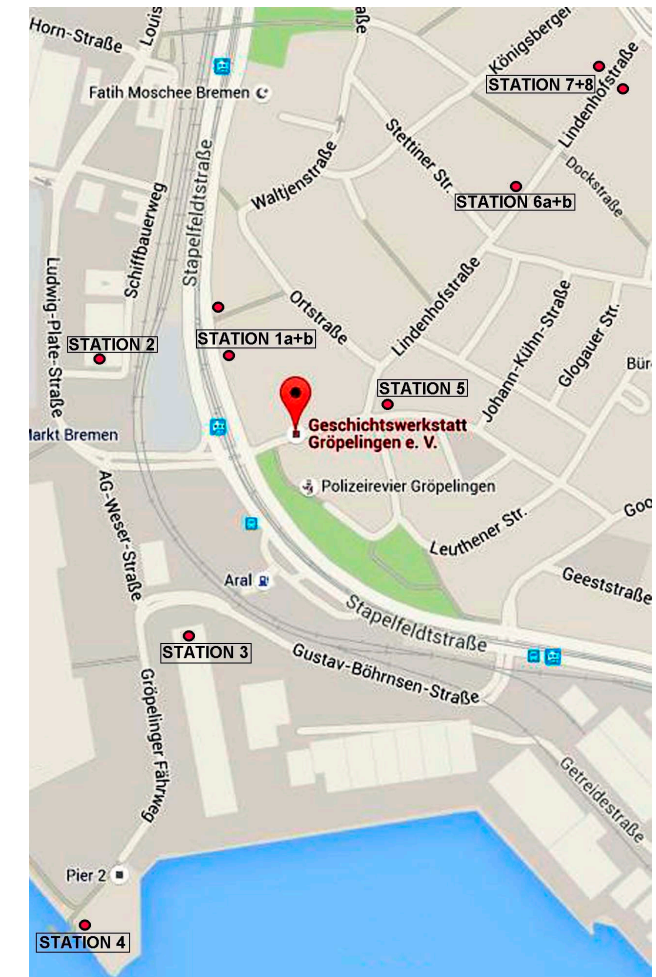 Horn-Straße
Louis
aße
Königsberger
Fatih Moschee Bremen
STATION 7+8
Lindenhofstraße
Stettiner Str.
Dockstraße
Waltjenstraße
Stapelfeldtstraße
Schiffbauerweg
STATION 6a+b
Ludwig-Plate-Straße
Ortstraße
Lindenhofstraße
Johann-Kühn-Straße
Glogauer Str.
STATION 2
STATION 1a+b
Bür
STATION 5
Geschichtswerkstatt
Gröpelingen e. V.
Markt Bremen
Polizeirevier Gröpelingen
AG-Weser-Straße
Goo
Leuthener Str.
Aral
Geeststraße
Stapelfeldtstraße
STATION 3
Gustav-Böhrnsen-Straße
Gröpelinger Fährweg
Getreidestraße
Pier 2
STATION 4